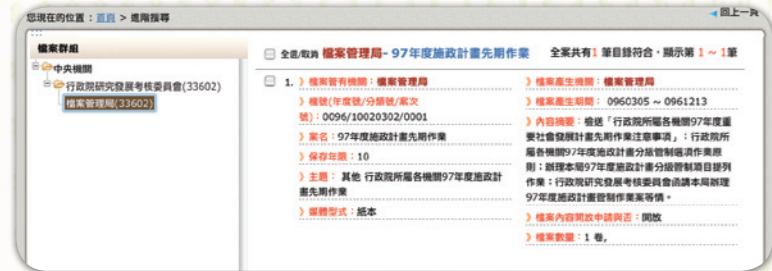 您現在的位置：首頁 > 進階搜尋
回上一頁
檔案群組
中央機關
行政院研究發展考核委員會(33602)
檔案管理局(33602)
全選/取消 檔案管理局- 97年度施政計畫先期作業 全案共有1 筆目錄符合，顯示第 1 ~ 1筆
1. 》檔案管有機關：檔案管理局
》檔號(年度號/分類號/案次
號)：0096/10020302/0001
》案名：97年度施政計畫先期作業
》保存年限：10
》主題： 其他 行政院所屬各機關97年度施政計
畫先期作業
》媒體型式：紙本
》檔案產生機關：檔案管理局
》檔案產生期間： 0960305 ~ 0961213
》內容摘要：檢送「行政院所屬各機關97年度重
要社會發展計畫先期作業注意事項」：行政院所
屬各機關97年度施政計畫分級管制選項作業原
則；辦理本局97年度施政計畫分級管制項目提列
作業；行政院研究發展考核委員會函請本局辦理
97年度施政計畫管制作業案等情。
》檔案內容開放申請與否：開放
》檔案數量：1 卷,